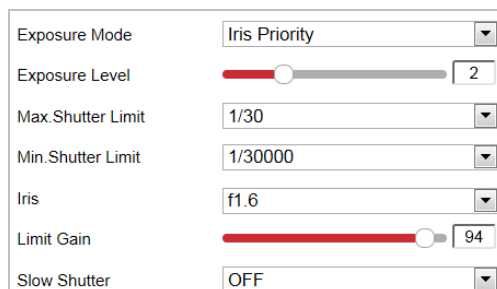 Exposure Mode Iris Priority
Exposure Level 2
Max.Shutter Limit 1/30
Min.Shutter Limit 1/30000
Iris f1.6
Limit Gain 94
Slow Shutter OFF